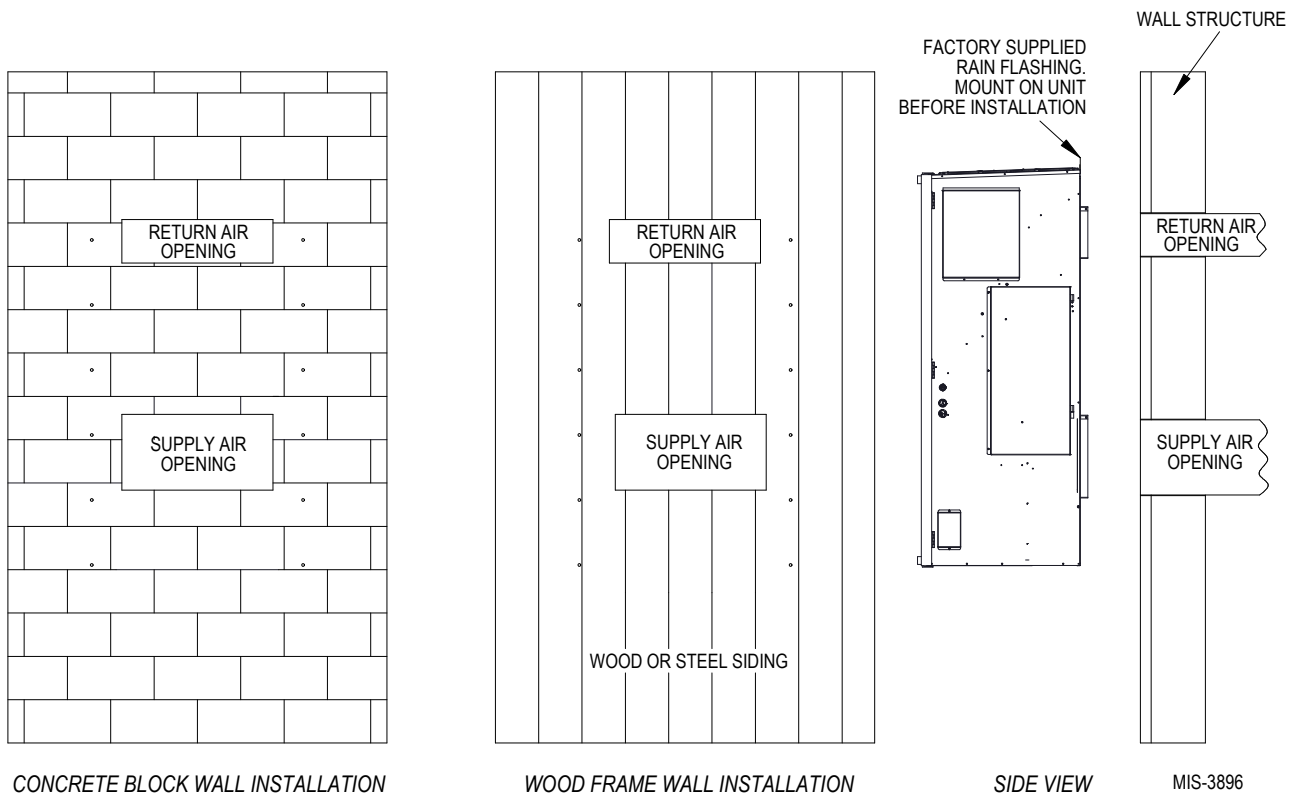 WALL STRUCTURE
FACTORY SUPPLIED
RAIN FLASHING.
MOUNT ON UNIT
BEFORE INSTALLATION
RETURN AIR
OPENING
RETURN AIR
OPENING
RETURN AIR
OPENING
SUPPLY AIR
OPENING
SUPPLY AIR
OPENING
SUPPLY AIR
OPENING
WOOD OR STEEL SIDING
CONCRETE BLOCK WALL INSTALLATION
WOOD FRAME WALL INSTALLATION
SIDE VIEW
MIS-3896